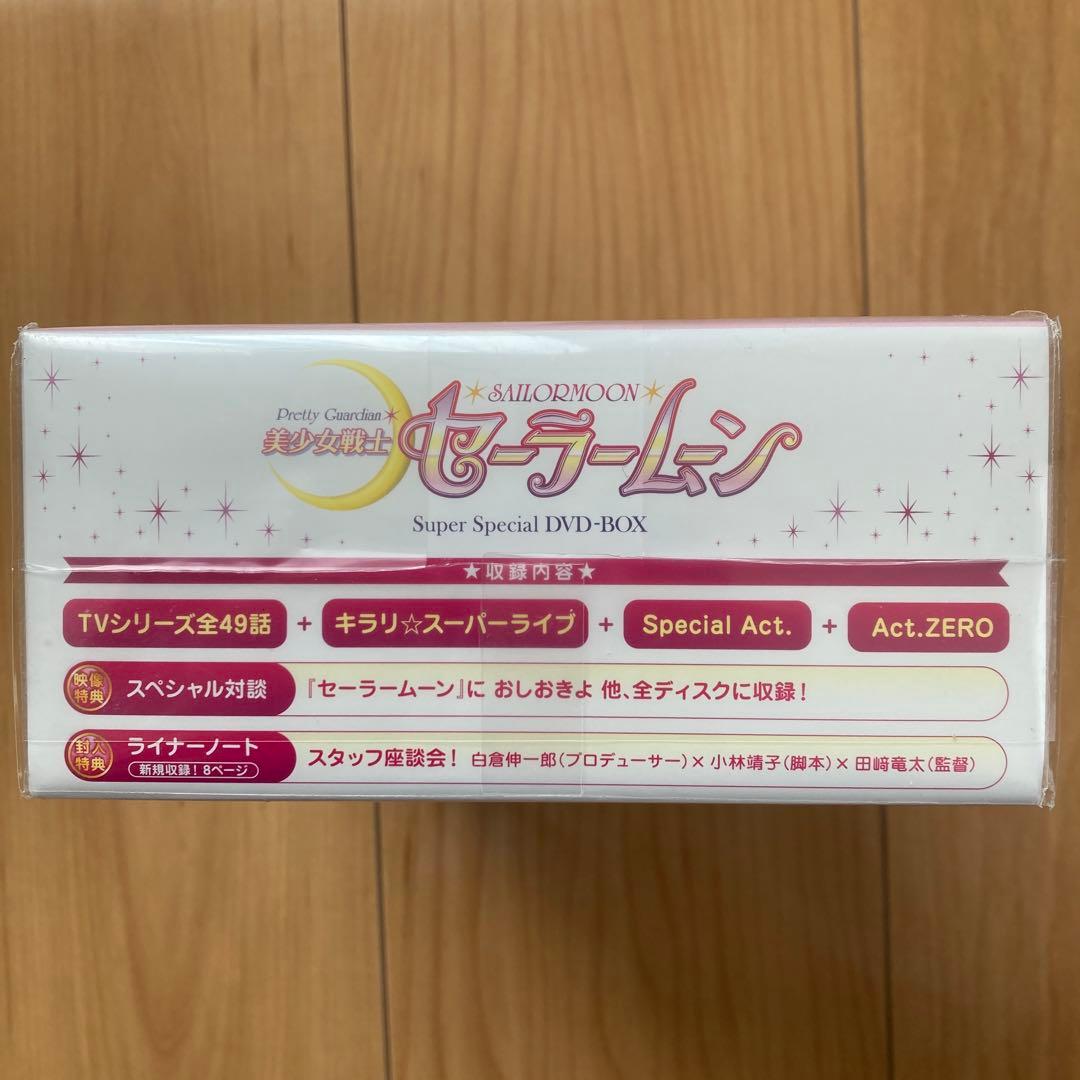 SAILORMOON
Pretty Guardian
美少女戦士
セーラームーン
Super Special DVD-BOX
★収録内容★
TVシリーズ全49話 + キラリ☆スーパーライブ + Special Act. + Act.ZERO
映像特典 スペシャル対談 『セーラームーン』に おしおきよ 他、全ディスクに収録!
封入特典 ライナーノート
新規収録! 8ページ
スタッフ座談会! 白倉伸一郎(プロデューサー)×小林靖子(脚本)×田﨑竜太(監督)